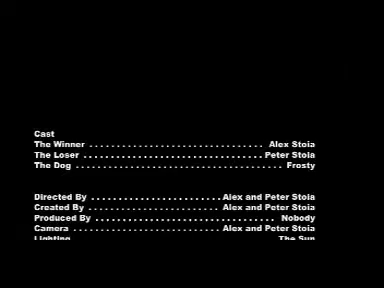 Cast
The Winner ................................ Alex Stoia
The Loser ................................. Peter Stoia
The Dog ...................................... Frosty
Directed By ........................ Alex and Peter Stoia
Created By ........................ Alex and Peter Stoia
Produced By ................................. Nobody
Camera ........................... Alex and Peter Stoia
Lighting The Sun